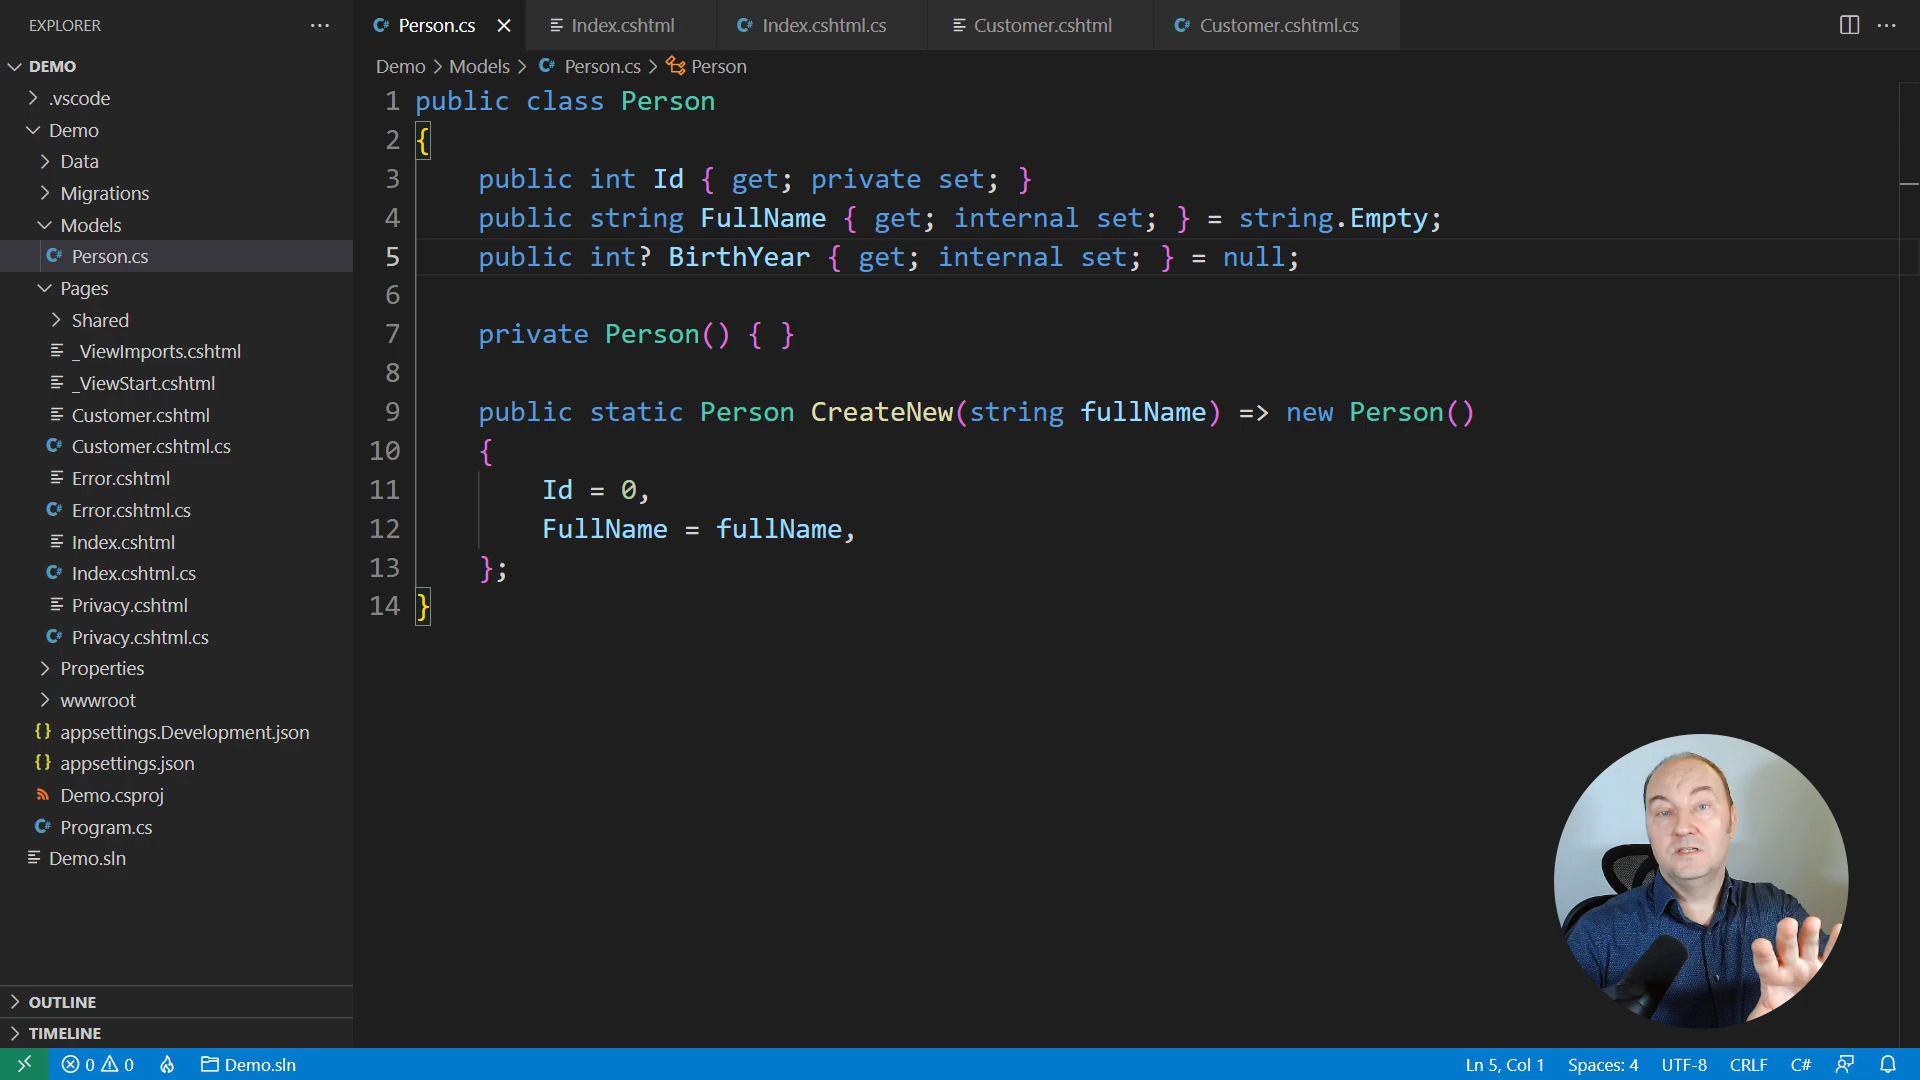 EXPLORER
DEMO
.vscode
Demo
Data
Migrations
Models
Person.cs
Pages
Shared
_ViewImports.cshtml
_ViewStart.cshtml
Customer.cshtml
Customer.cshtml.cs
Error.cshtml
Error.cshtml.cs
Index.cshtml
Index.cshtml.cs
Privacy.cshtml
Privacy.cshtml.cs
Properties
wwwroot
appsettings.Development.json
appsettings.json
Demo.csproj
Program.cs
Demo.sln
OUTLINE
TIMELINE
Person.cs Index.cshtml Index.cshtml.cs Customer.cshtml Customer.cshtml.cs
Demo > Models > Person.cs > Person
1 public class Person
2 {
3 public int Id { get; private set; }
4 public string FullName { get; internal set; } = string.Empty;
5 public int? BirthYear { get; internal set; } = null;
6
7 private Person() { }
8
9 public static Person CreateNew(string fullName) => new Person()
10 {
11 Id = 0,
12 FullName = fullName,
13 };
14 }
0 0 Demo.sln Ln 5, Col 1 Spaces: 4 UTF-8 CRLF C#